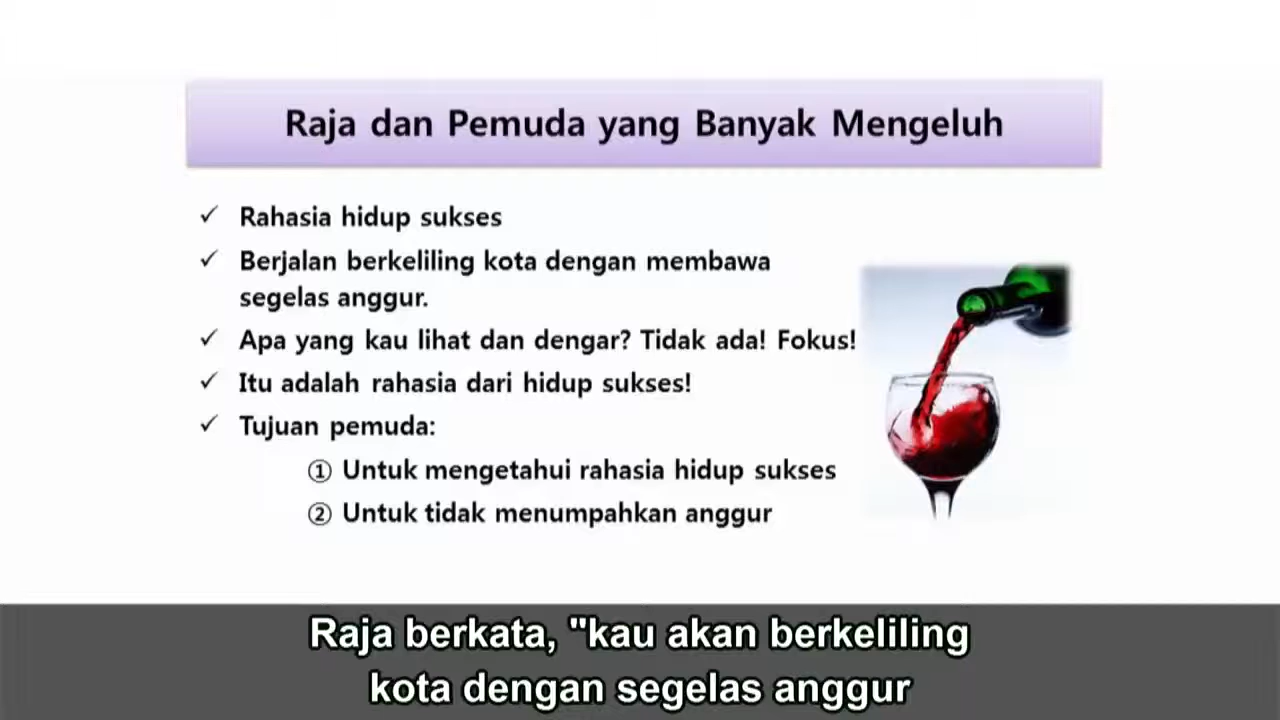 Raja dan Pemuda yang Banyak Mengeluh
✓ Rahasia hidup sukses
✓ Berjalan berkeliling kota dengan membawa
segelas anggur.
✓ Apa yang kau lihat dan dengar? Tidak ada! Fokus!
✓ Itu adalah rahasia dari hidup sukses!
✓ Tujuan pemuda:
① Untuk mengetahui rahasia hidup sukses
② Untuk tidak menumpahkan anggur
Raja berkata, "kau akan berkeliling
kota dengan segelas anggur